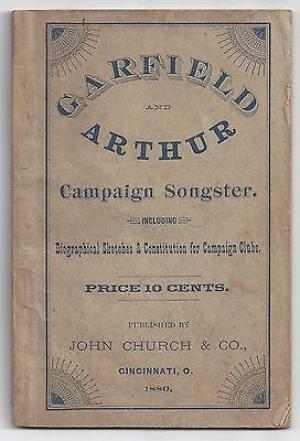 GARFIELD
AND
ARTHUR
Campaign Songster.
INCLUDING
Biographical Sketches & Constitution for Campaign Clubs.
PRICE 10 CENTS.
PUBLISHED BY
JOHN CHURCH & CO.,
CINCINNATI, O.
1880.